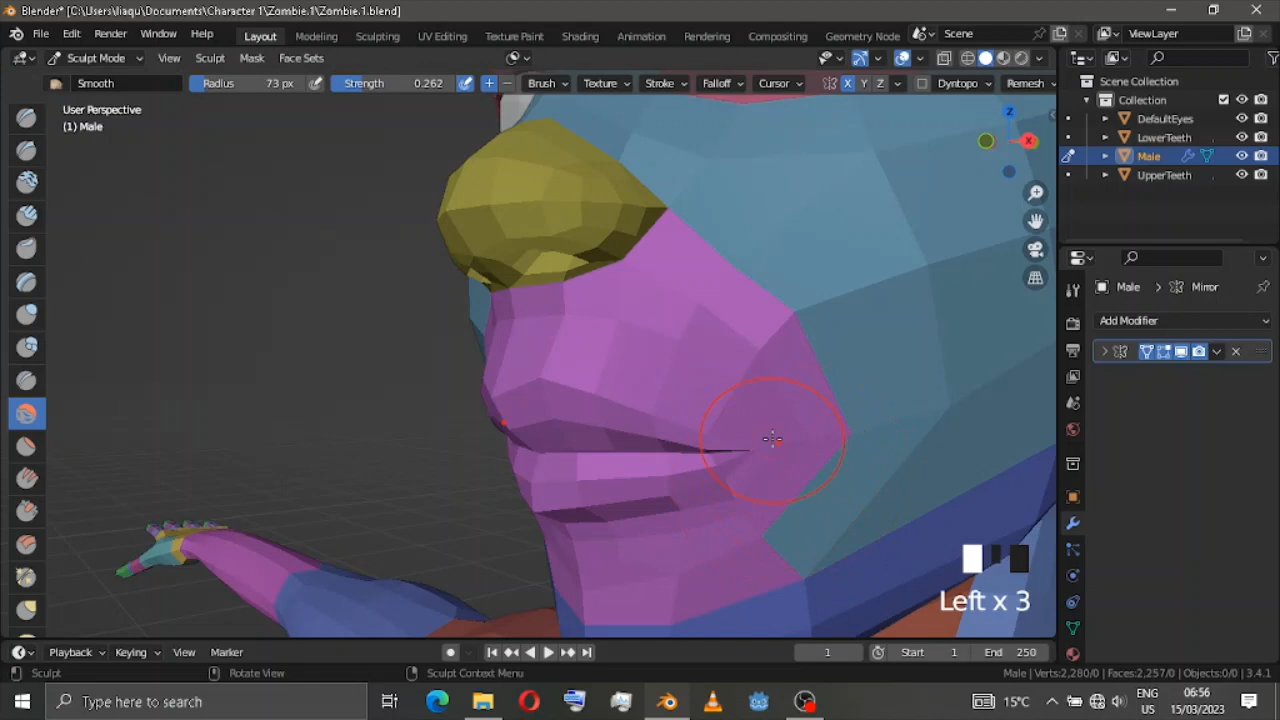 Blender* [C:\Users\liaqu\Documents\Character 1\Zombie.1\Zombie.1.blend]
File Edit Render Window Help Layout Modeling Sculpting UV Editing Texture Paint Shading Animation Rendering Compositing Geometry Node Scene ViewLayer
Sculpt Mode View Sculpt Mask Face Sets
Smooth Radius 73 px Strength 0.262 Brush Texture Stroke Falloff Cursor X Y Z Dyntopo Remesh
User Perspective
(1) Male
Z
X
Scene Collection
Collection
DefaultEyes
LowerTeeth
Male
UpperTeeth
Male > Mirror
Add Modifier
Left x 3
Playback Keying View Marker 1 Start 1 End 250
Sculpt Rotate View Sculpt Context Menu Male | Verts:2,280/0 | Faces:2,257/0 | Objects:0/0 | 3.4.1
Type here to search 15°C ENG 06:56
US 15/03/2023